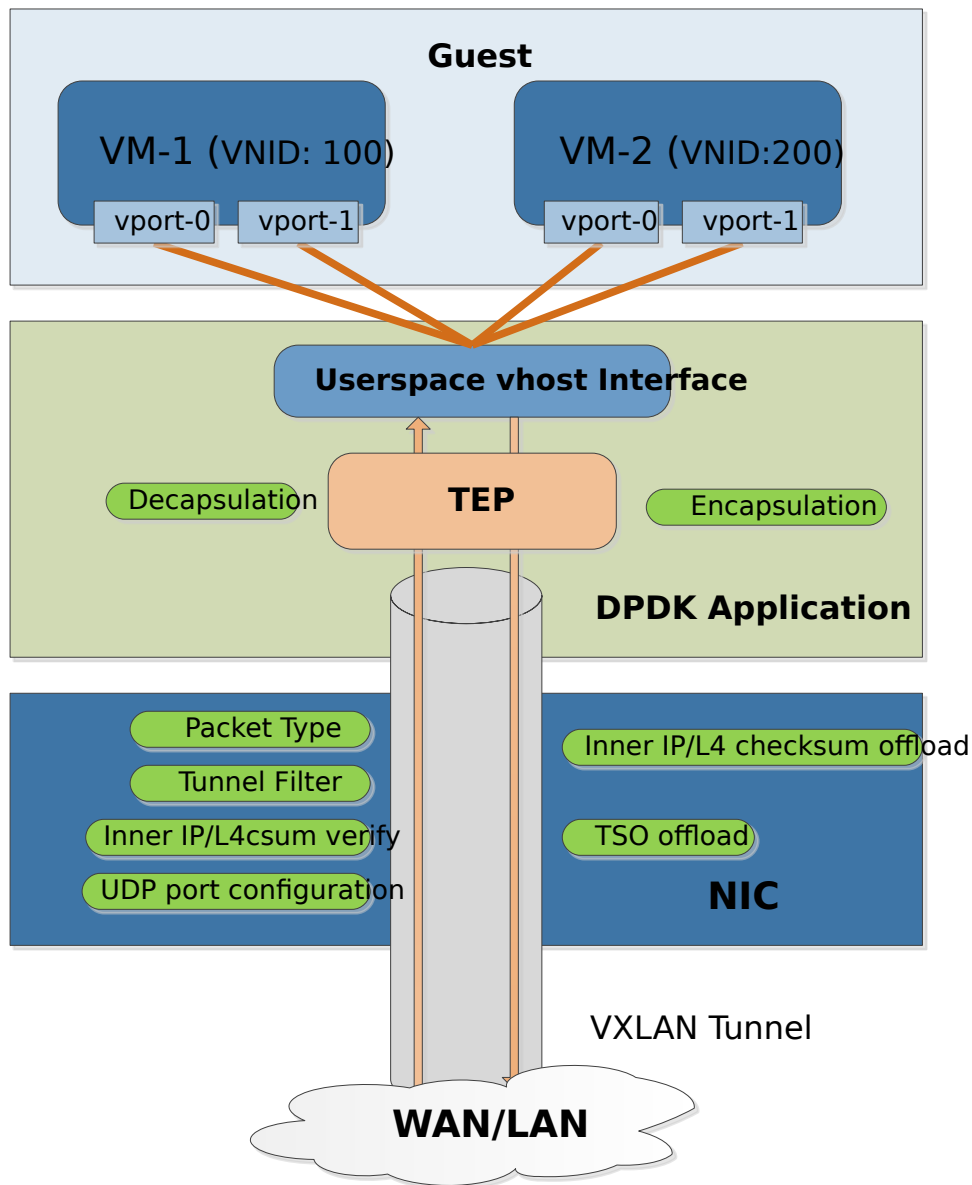 Guest
VM-1 (VNID: 100)
VM-2 (VNID:200)
vport-0
vport-1
vport-0
vport-1
Userspace vhost Interface
Decapsulation
TEP
Encapsulation
DPDK Application
Packet Type
Inner IP/L4 checksum offload
Tunnel Filter
Inner IP/L4csum verify
TSO offload
UDP port configuration
NIC
VXLAN Tunnel
WAN/LAN